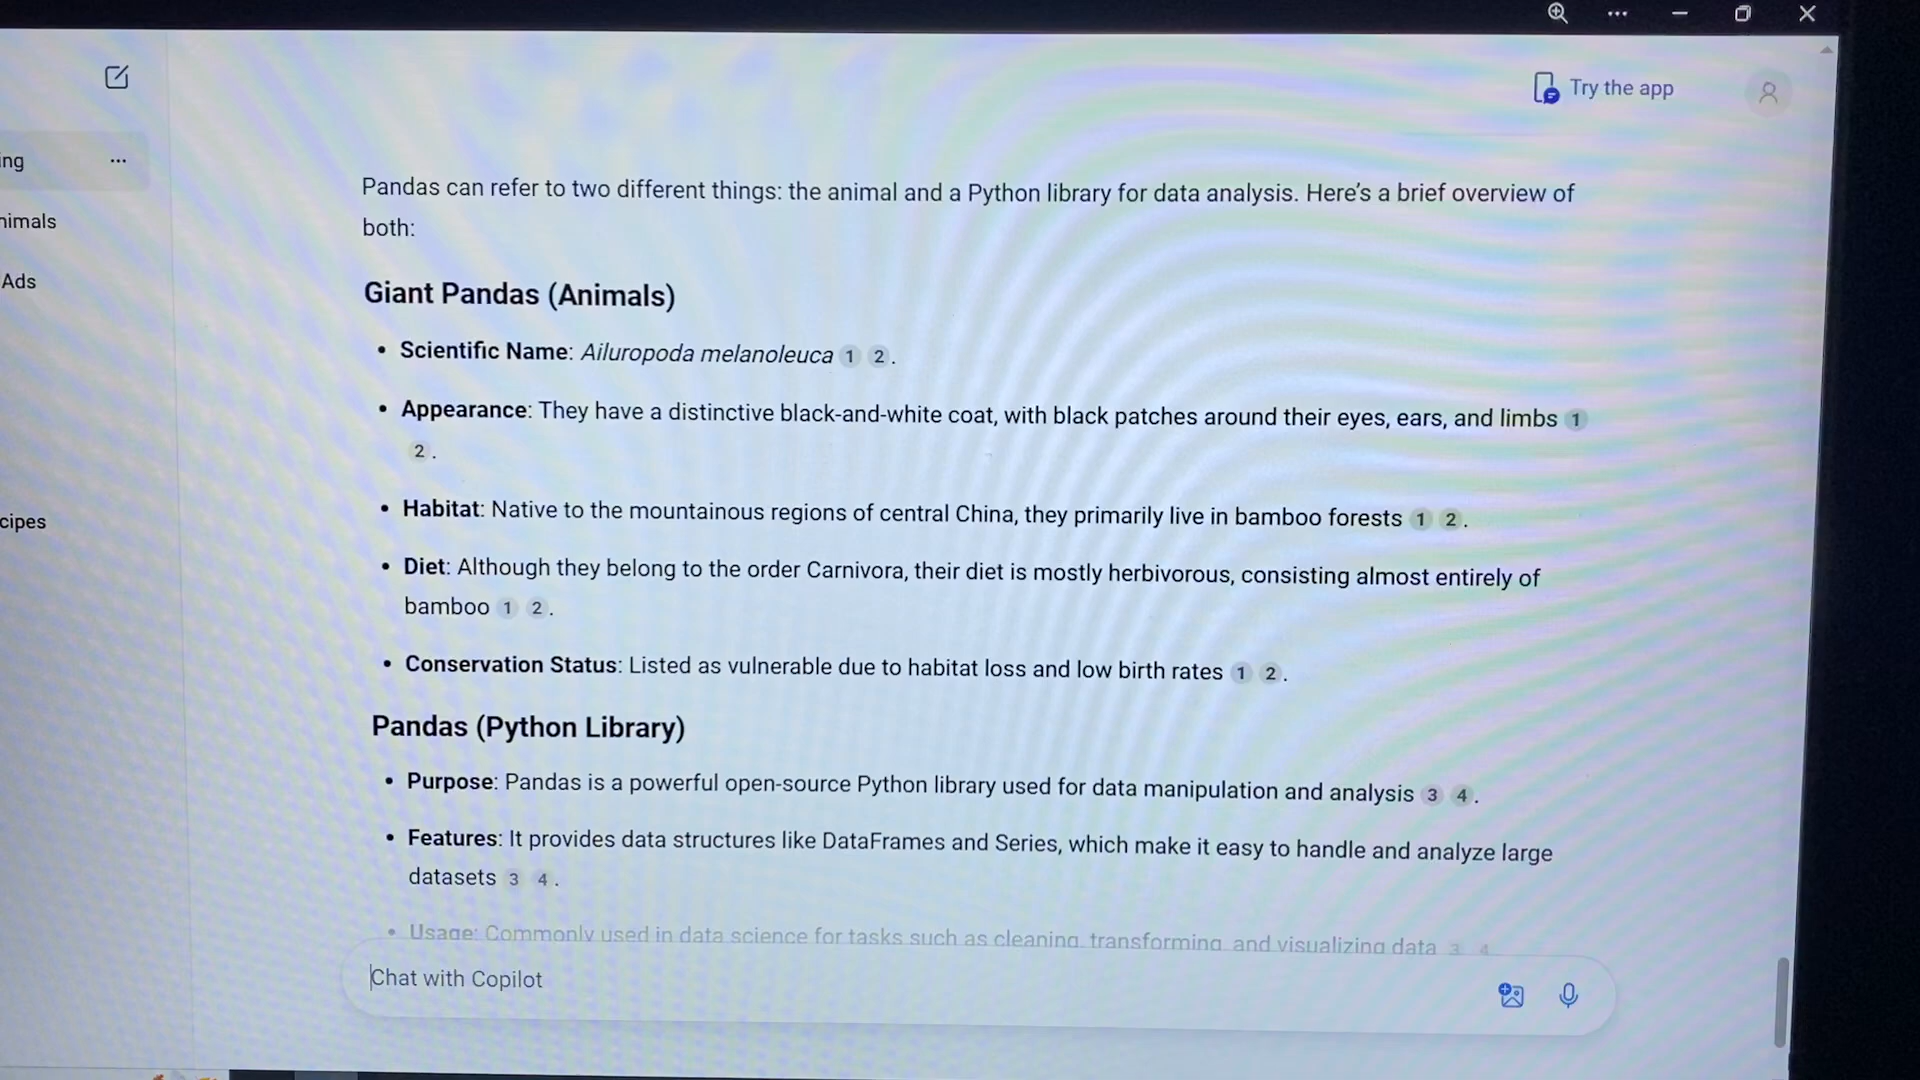 Try the app
ing
nimals
Ads
cipes
Pandas can refer to two different things: the animal and a Python library for data analysis. Here's a brief overview of
both:
Giant Pandas (Animals)
• Scientific Name: Ailuropoda melanoleuca 1 2.
• Appearance: They have a distinctive black-and-white coat, with black patches around their eyes, ears, and limbs 1
2.
• Habitat: Native to the mountainous regions of central China, they primarily live in bamboo forests 1 2.
• Diet: Although they belong to the order Carnivora, their diet is mostly herbivorous, consisting almost entirely of
bamboo 1 2.
• Conservation Status: Listed as vulnerable due to habitat loss and low birth rates 1 2.
Pandas (Python Library)
• Purpose: Pandas is a powerful open-source Python library used for data manipulation and analysis 3 4.
• Features: It provides data structures like DataFrames and Series, which make it easy to handle and analyze large
datasets 3 4.
• Usage: Commonly used in data science for tasks such as cleaning, transforming, and visualizing data 3 4
Chat with Copilot